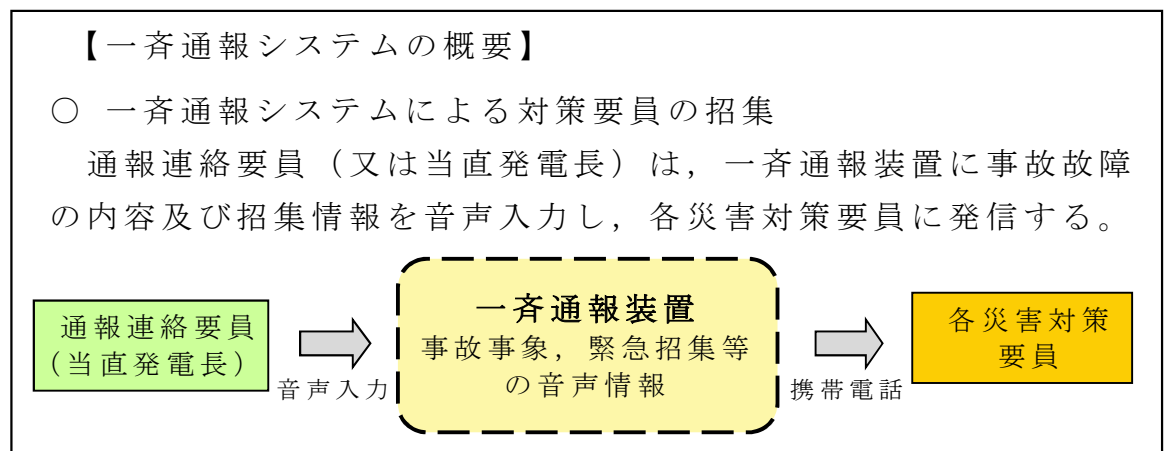 【一斉通報システムの概要】
○ 一斉通報システムによる対策要員の招集
通報連絡要員（又は当直発電長）は，一斉通報装置に事故故障
の内容及び招集情報を音声入力し，各災害対策要員に発信する。
通報連絡要員
(当直発電長)
音声入力
一斉通報装置
事故事象，緊急招集等
の音声情報
携帯電話
各災害対策
要員